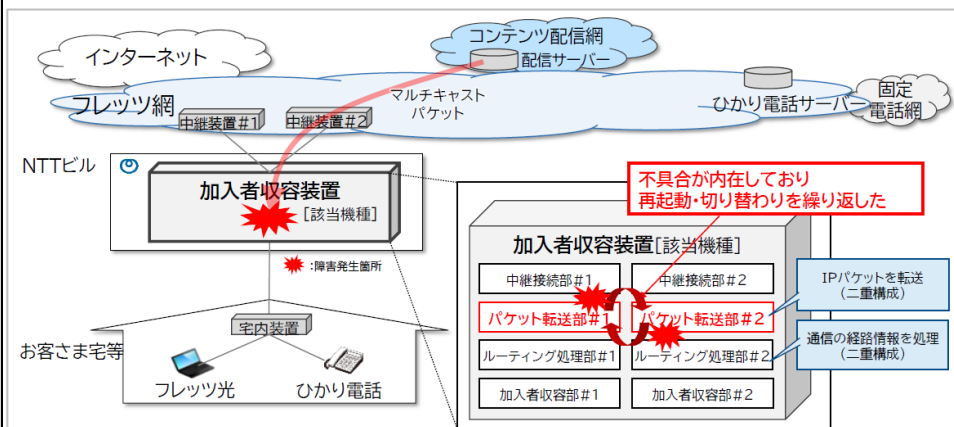 コンテンツ配信網
インターネット
配信サーバー
マルチキャスト
パケット
フレッツ網
ひかり電話サーバー
固定
電話網
中継装置#1
中継装置#2
NTTビル
加入者収容装置
[該当機種]
不具合が内在しており
再起動・切り替わりを繰り返した
加入者収容装置[該当機種]
:障害発生箇所
中継接続部#1
中継接続部#2
IPパケットを転送
(二重構成)
パケット転送部#1
パケット転送部#2
宅内装置
通信の経路情報を処理
(二重構成)
お客さま宅等
ルーティング処理部#1
ルーティング処理部#2
フレッツ光
ひかり電話
加入者収容部#1
加入者収容部#2